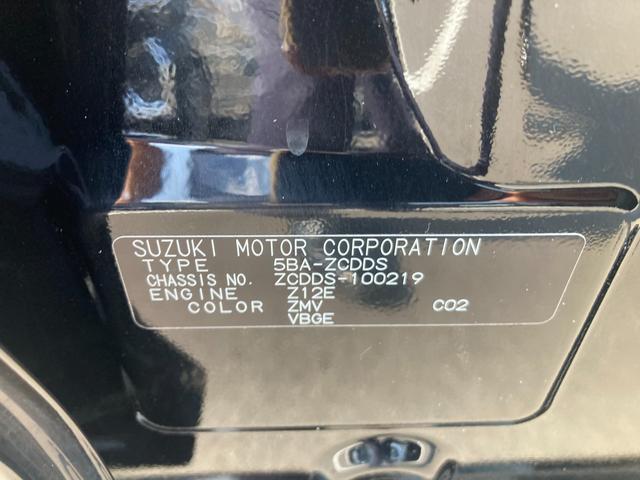 SUZUKI MOTOR CORPORATION
TYPE 5BA-ZCDDS
CHASSIS NO. ZCDDS-100219
ENGINE Z12E
COLOR ZMV C02
VBGE